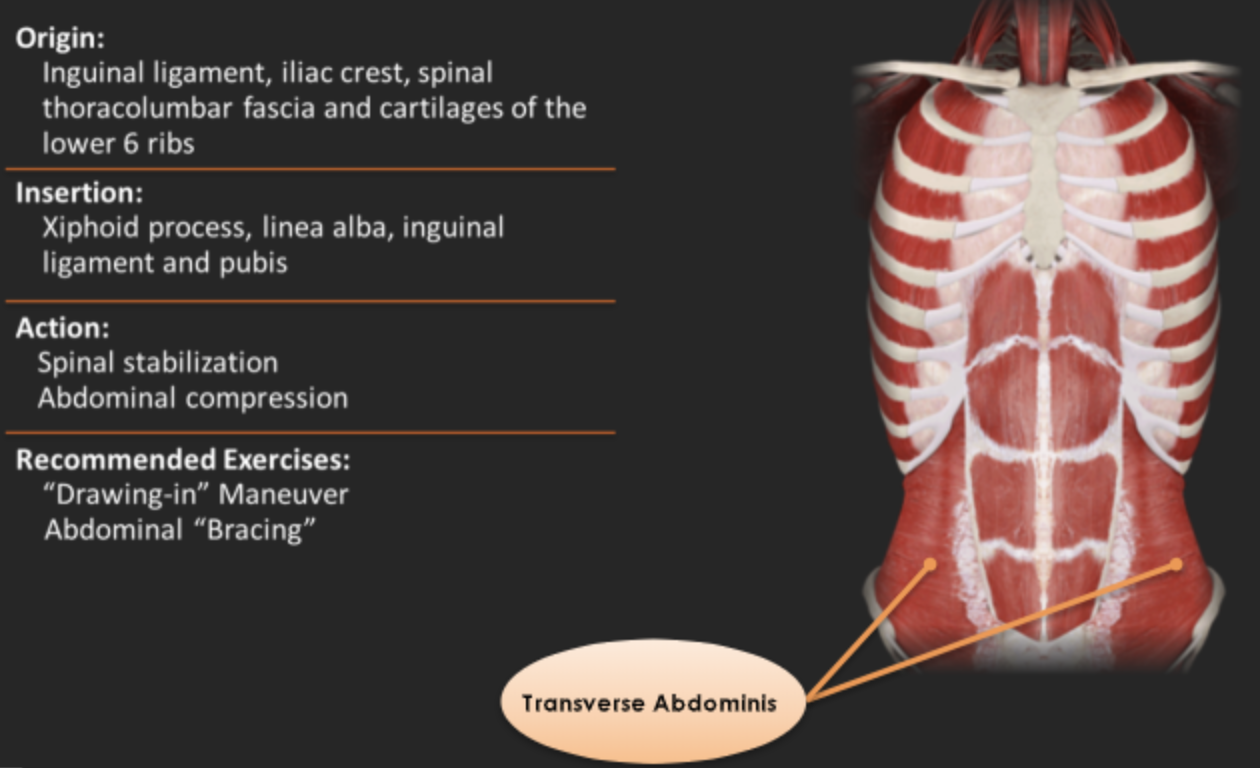 Origin:
Inguinal ligament, iliac crest, spinal
thoracolumbar fascia and cartilages of the
lower 6 ribs
Insertion:
Xiphoid process, linea alba, inguinal
ligament and pubis
Action:
Spinal stabilization
Abdominal compression
Recommended Exercises:
“Drawing-in” Maneuver
Abdominal “Bracing”
Transverse Abdominis